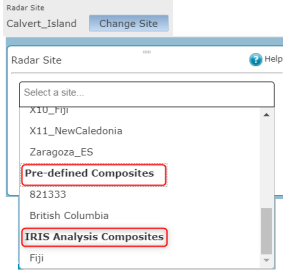 Radar Site
Calvert_Island Change Site
Radar Site Help
Select a site...
X10_Fiji
X11_NewCaledonia
Zaragoza_ES
Pre-defined Composites
821333
British Columbia
IRIS Analysis Composites
Fiji